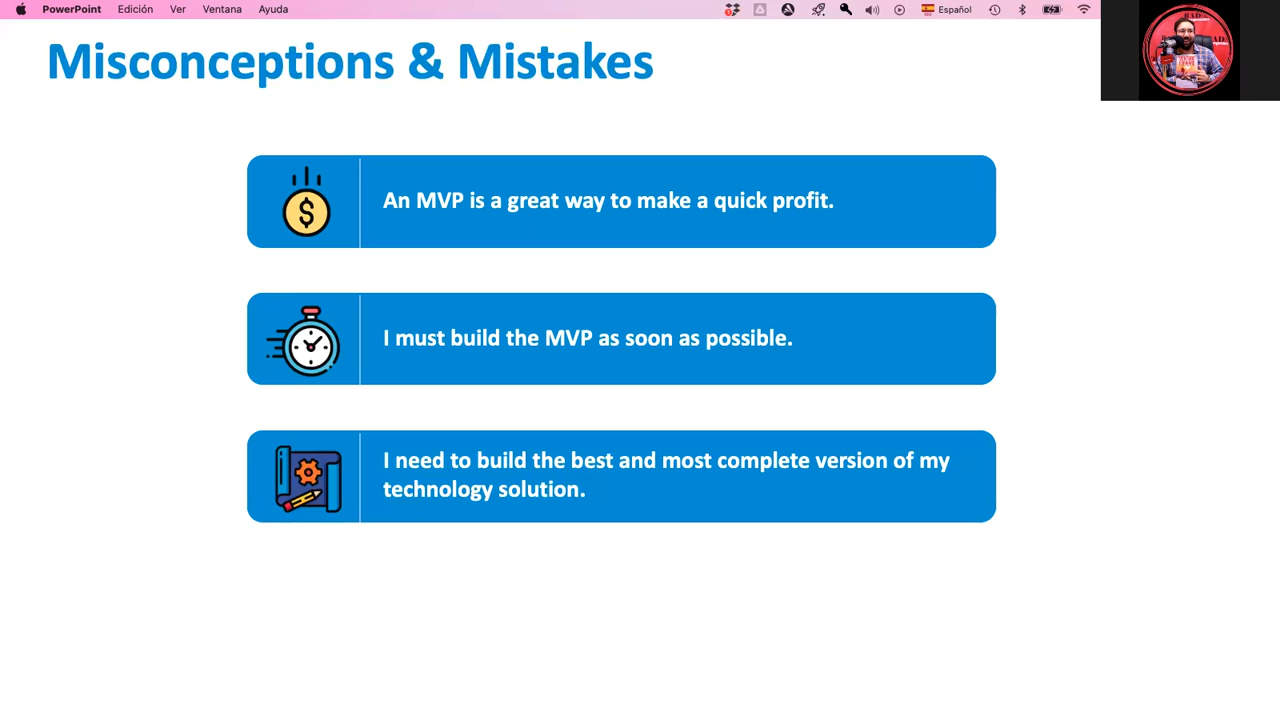 PowerPoint Edición Ver Ventana Ayuda Español
Misconceptions & Mistakes
$ An MVP is a great way to make a quick profit.
I must build the MVP as soon as possible.
I need to build the best and most complete version of my
technology solution.